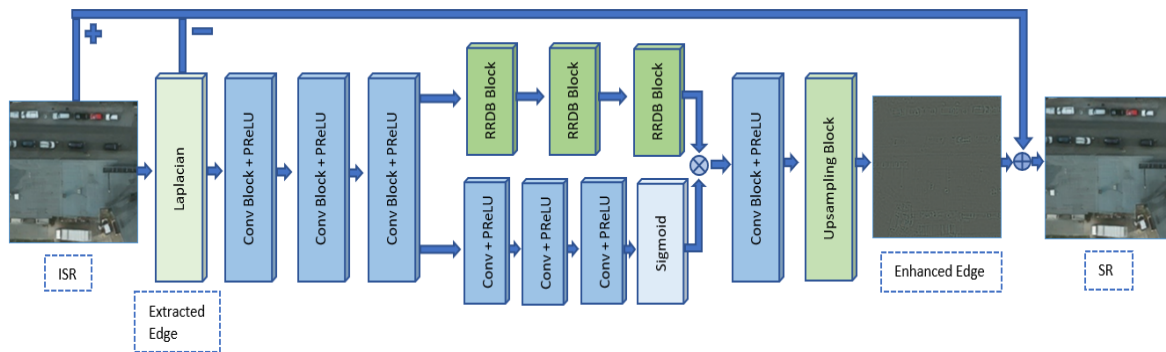 +
−
ISR
Laplacian
Extracted
Edge
Conv Block + PReLU
Conv Block + PReLU
Conv Block + PReLU
RRDB Block
RRDB Block
RRDB Block
Conv + PReLU
Conv + PReLU
Conv + PReLU
Sigmoid
Conv Block + PReLU
Upsampling Block
Enhanced Edge
SR